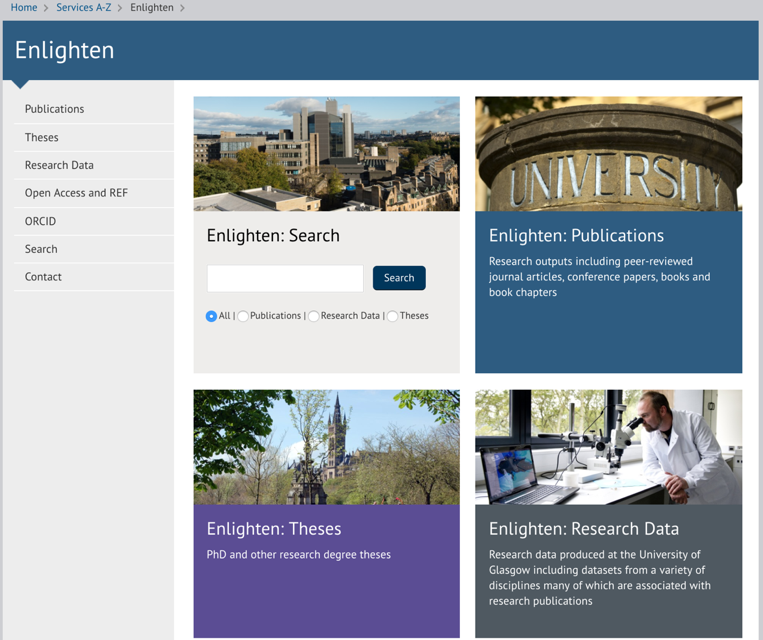 Home > Services A-Z > Enlighten >
Enlighten
Publications
Theses
Research Data
Open Access and REF
ORCID
Search
Contact
Enlighten: Search
Search
All | Publications | Research Data | Theses
UNIVERSITY
Enlighten: Publications
Research outputs including peer-reviewed
journal articles, conference papers, books and
book chapters
Enlighten: Theses
PhD and other research degree theses
Enlighten: Research Data
Research data produced at the University of
Glasgow including datasets from a variety of
disciplines many of which are associated with
research publications